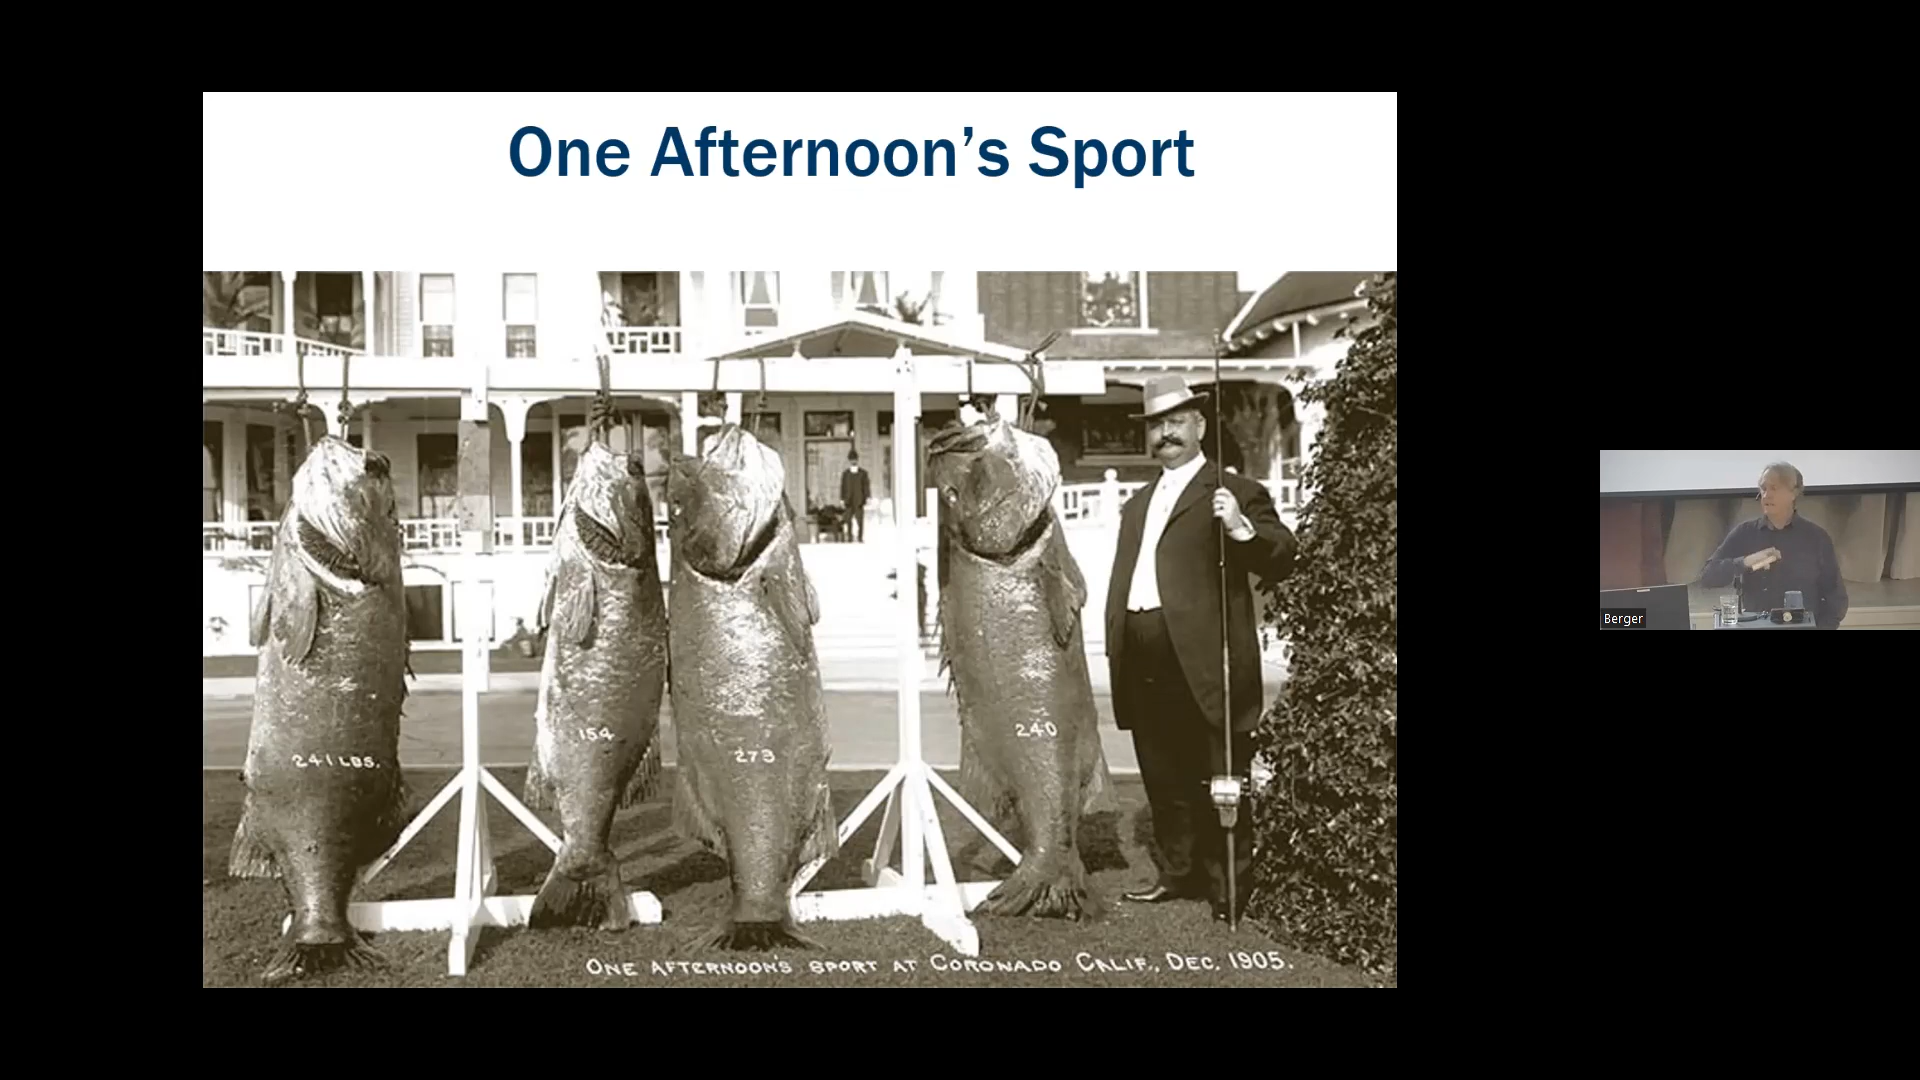 One Afternoon’s Sport
241 LBS.
154
273
240
ONE AFTERNOON'S SPORT AT CORONADO CALIF., DEC. 1905.
Berger